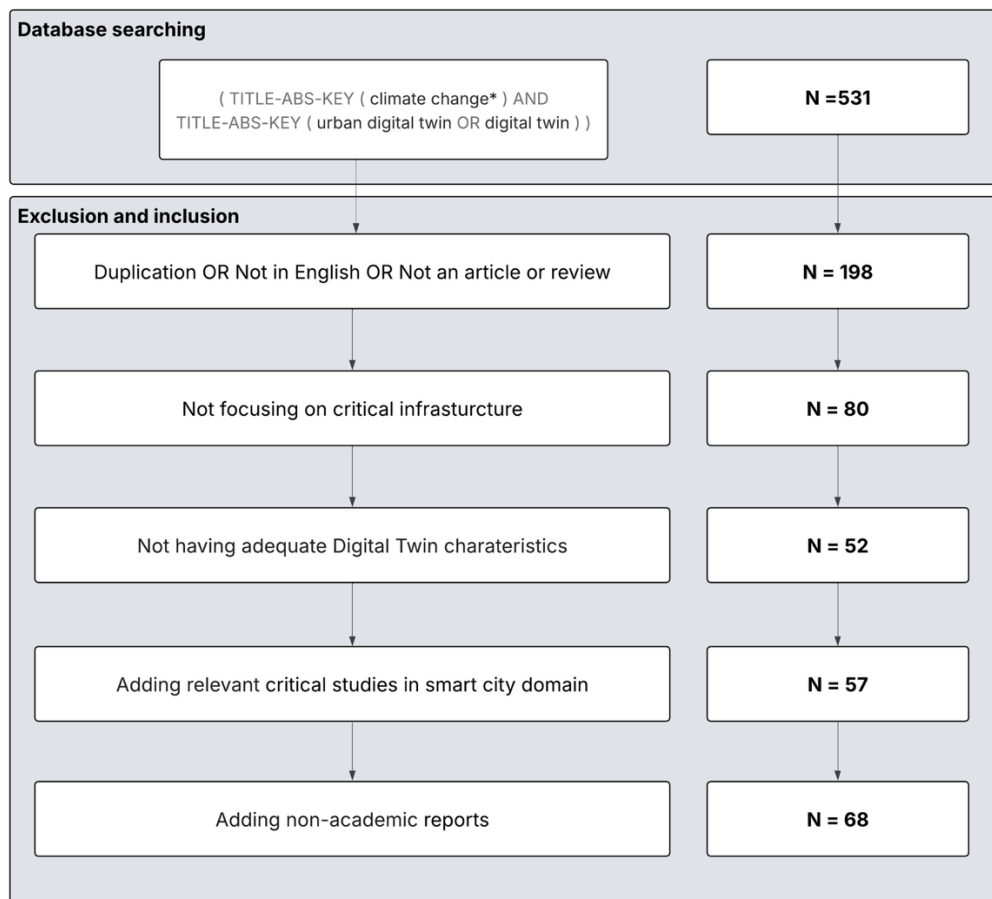 Database searching
( TITLE-ABS-KEY ( climate change* ) AND
TITLE-ABS-KEY ( urban digital twin OR digital twin ) )
N =531
Exclusion and inclusion
Duplication OR Not in English OR Not an article or review
N = 198
Not focusing on critical infrasturcture
N = 80
Not having adequate Digital Twin charateristics
N = 52
Adding relevant critical studies in smart city domain
N = 57
Adding non-academic reports
N = 68